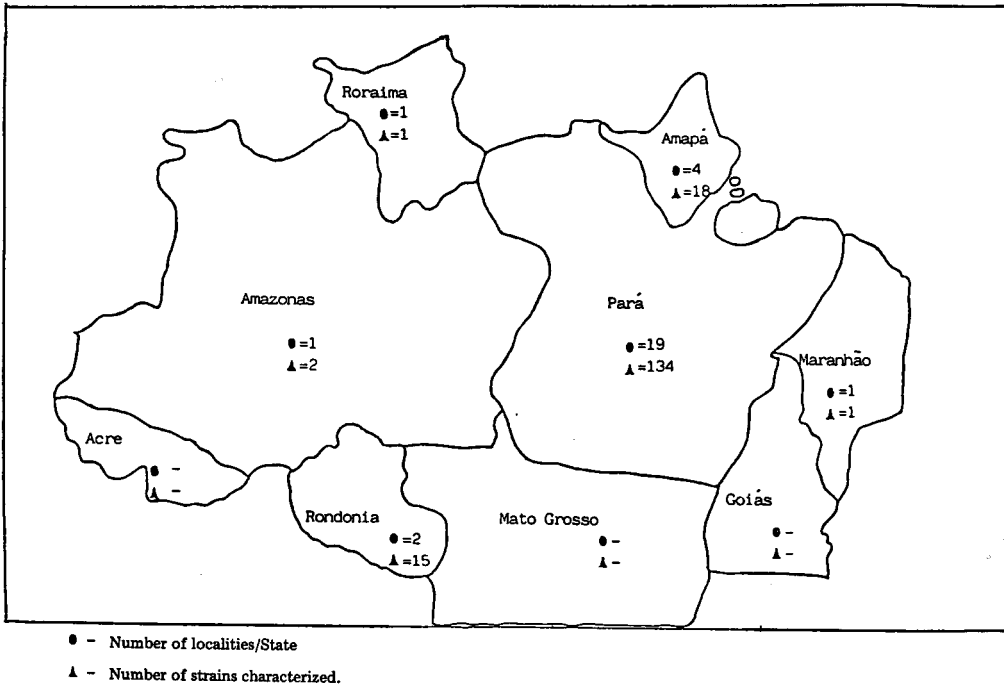 Roraima
=1
=1
Amapá
=4
=18
Amazonas
=1
=2
Pará
=19
=134
Maranhão
=1
=1
Acre
-
-
Rondonia
=2
=15
Mato Grosso
-
-
Goiás
-
-
- Number of localities/State
- Number of strains characterized.